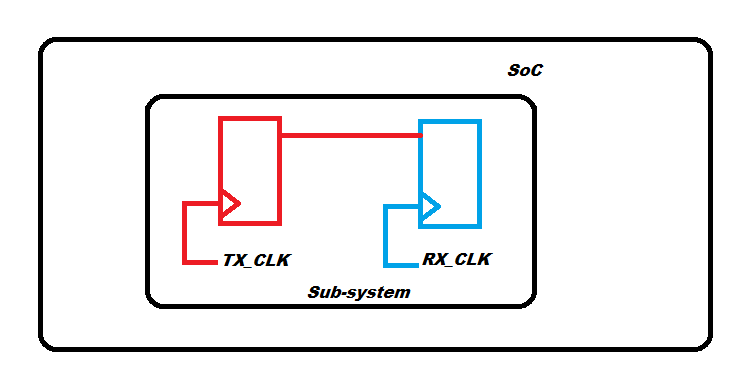 SoC
TX_CLK
RX_CLK
Sub-system